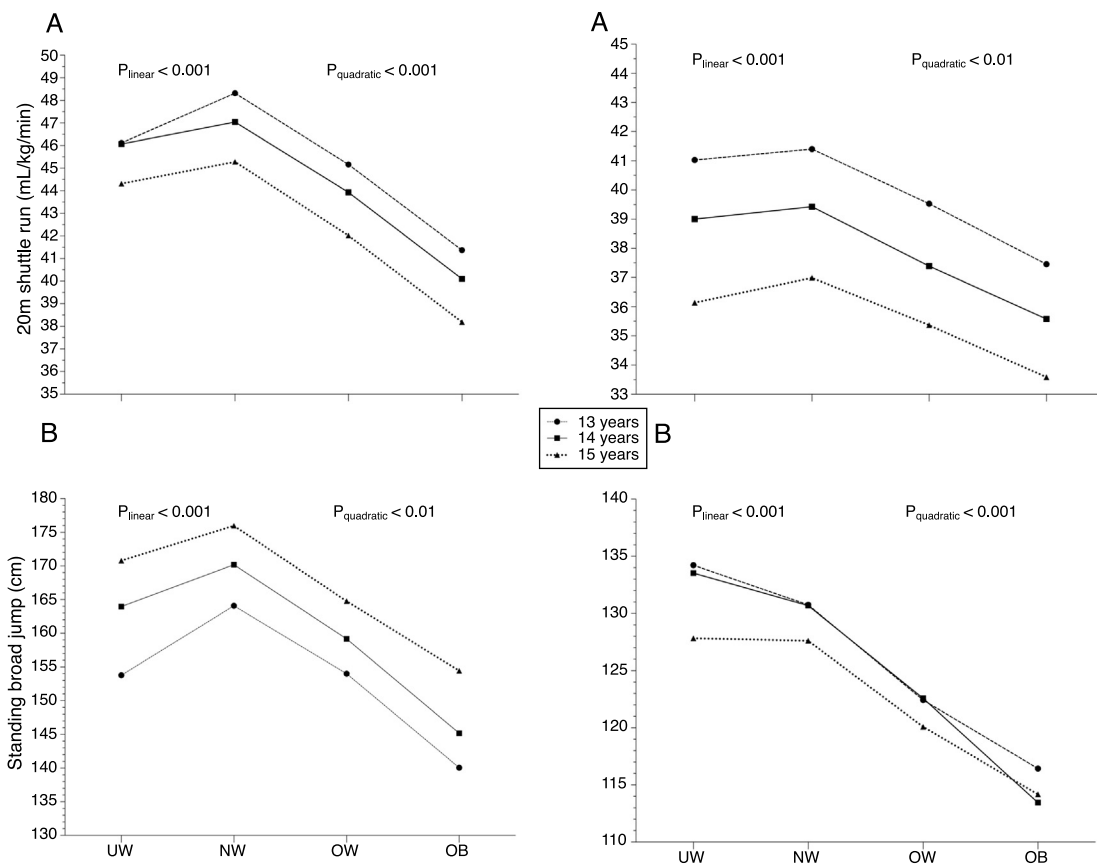 A
50
49
48
47
46
45
44
43
42
41
40
39
38
37
36
35
20m shuttle run (mL/kg/min)
Plinear < 0.001
Pquadratic < 0.001
A
45
44
43
42
41
40
39
38
37
36
35
34
33
Plinear < 0.001
Pquadratic < 0.01
13 years
14 years
15 years
B
180
175
170
165
160
155
150
145
140
135
130
Standing broad jump (cm)
Plinear < 0.001
Pquadratic < 0.01
UW NW OW OB
B
140
135
130
125
120
115
110
Plinear < 0.001
Pquadratic < 0.001
UW NW OW OB